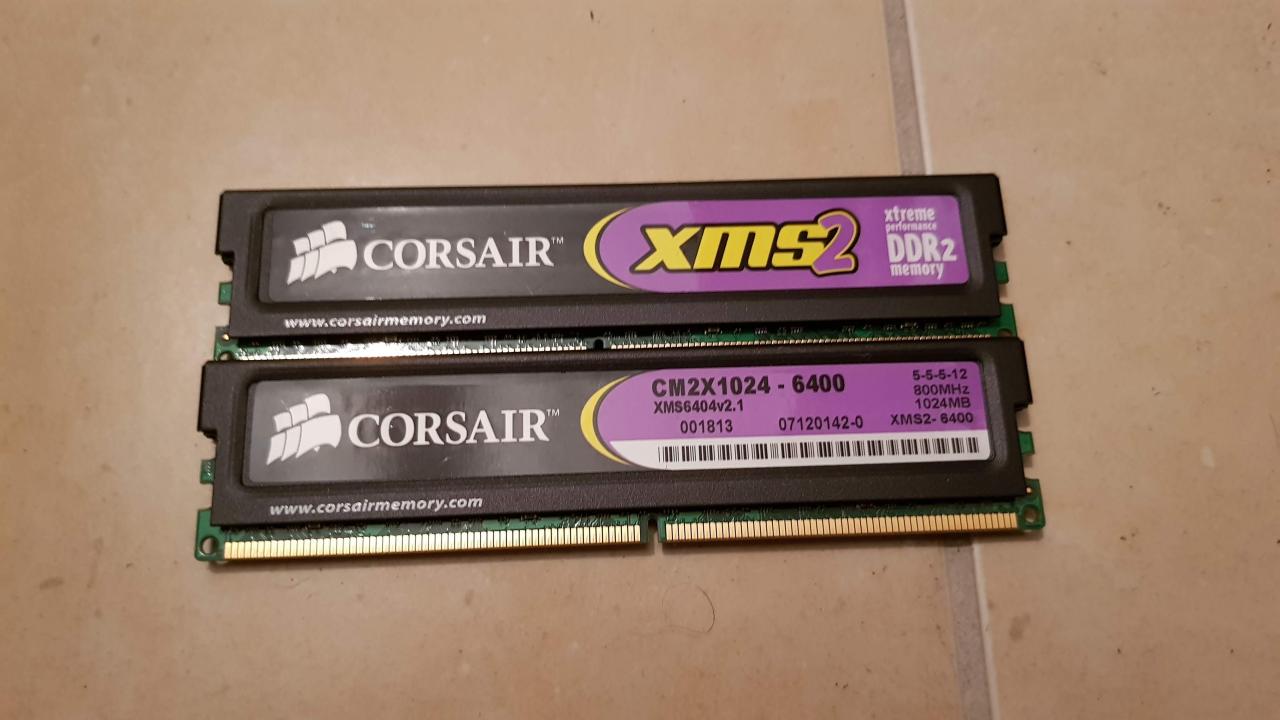 CORSAIR™
xms2
xtreme
performance
DDR2
memory
www.corsairmemory.com
CORSAIR™
CM2X1024 - 6400
XMS6404v2.1
001813 07120142-0
5-5-5-12
800MHz
1024MB
XMS2- 6400
www.corsairmemory.com